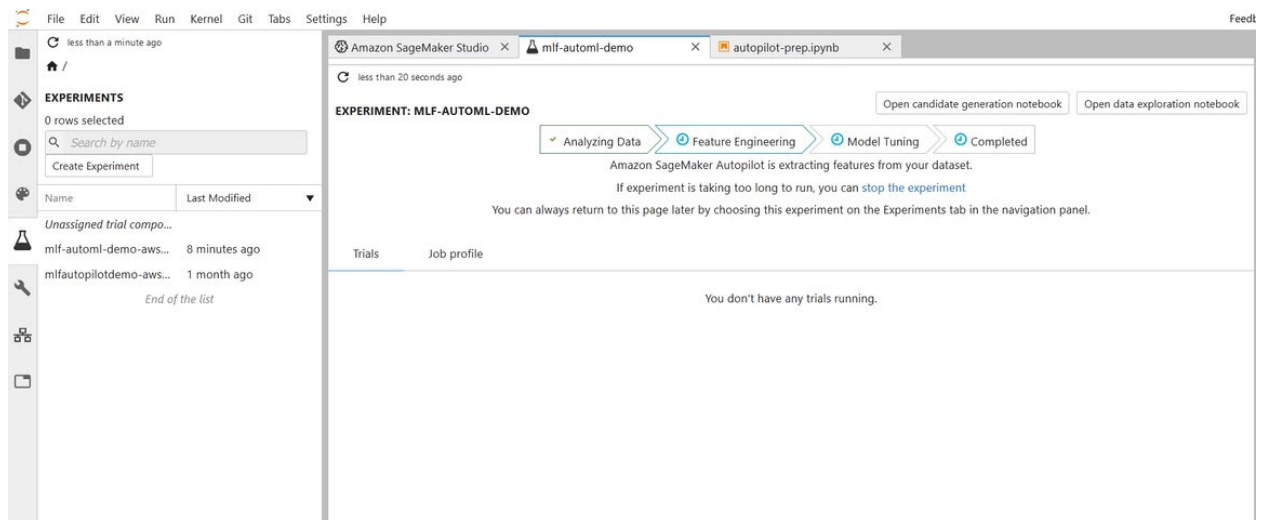 File Edit View Run Kernel Git Tabs Settings Help
less than a minute ago
/
EXPERIMENTS
0 rows selected
Search by name
Create Experiment
Name Last Modified
Unassigned trial compo...
mlf-automl-demo-aws... 8 minutes ago
mlfautopilotdemo-aws... 1 month ago
End of the list
Amazon SageMaker Studio mlf-automl-demo autopilot-prep.ipynb
less than 20 seconds ago
EXPERIMENT: MLF-AUTOML-DEMO
Open candidate generation notebook Open data exploration notebook
Analyzing Data Feature Engineering Model Tuning Completed
Amazon SageMaker Autopilot is extracting features from your dataset.
If experiment is taking too long to run, you can stop the experiment
You can always return to this page later by choosing this experiment on the Experiments tab in the navigation panel.
Trials Job profile
You don't have any trials running.